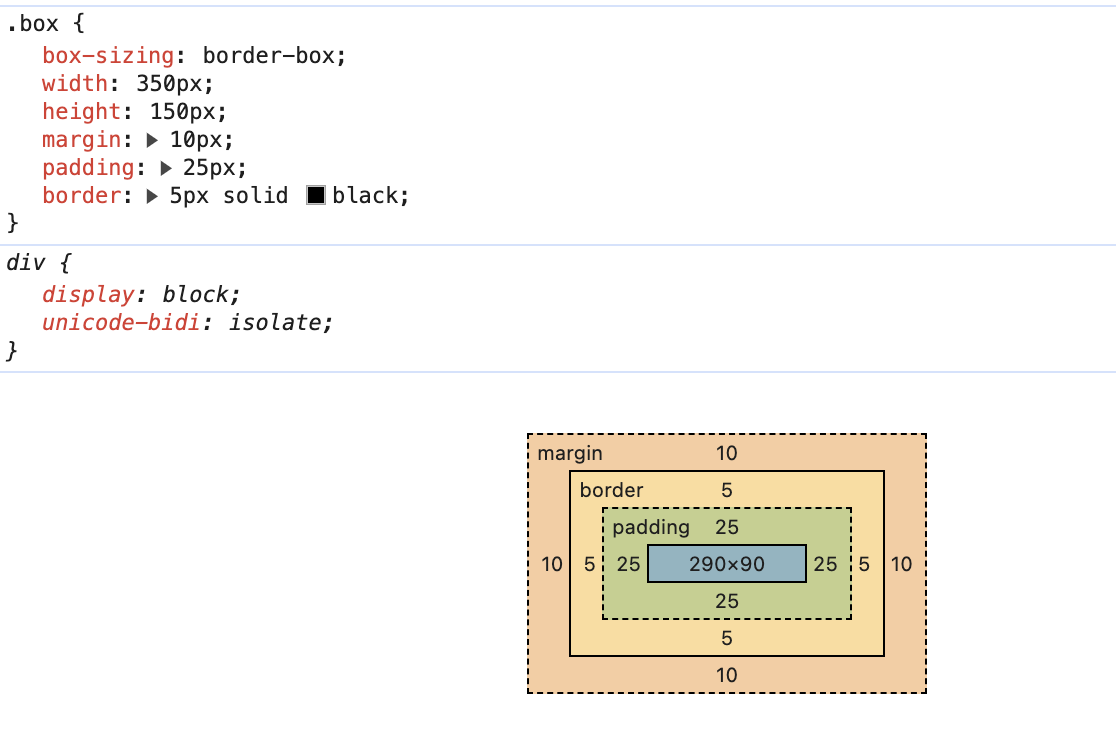 .box {
box-sizing: border-box;
width: 350px;
height: 150px;
margin: ▶ 10px;
padding: ▶ 25px;
border: ▶ 5px solid black;
}
div {
display: block;
unicode-bidi: isolate;
}
margin 10
border 5
padding 25
10 5 25 290×90 25 5 10
25
5
10